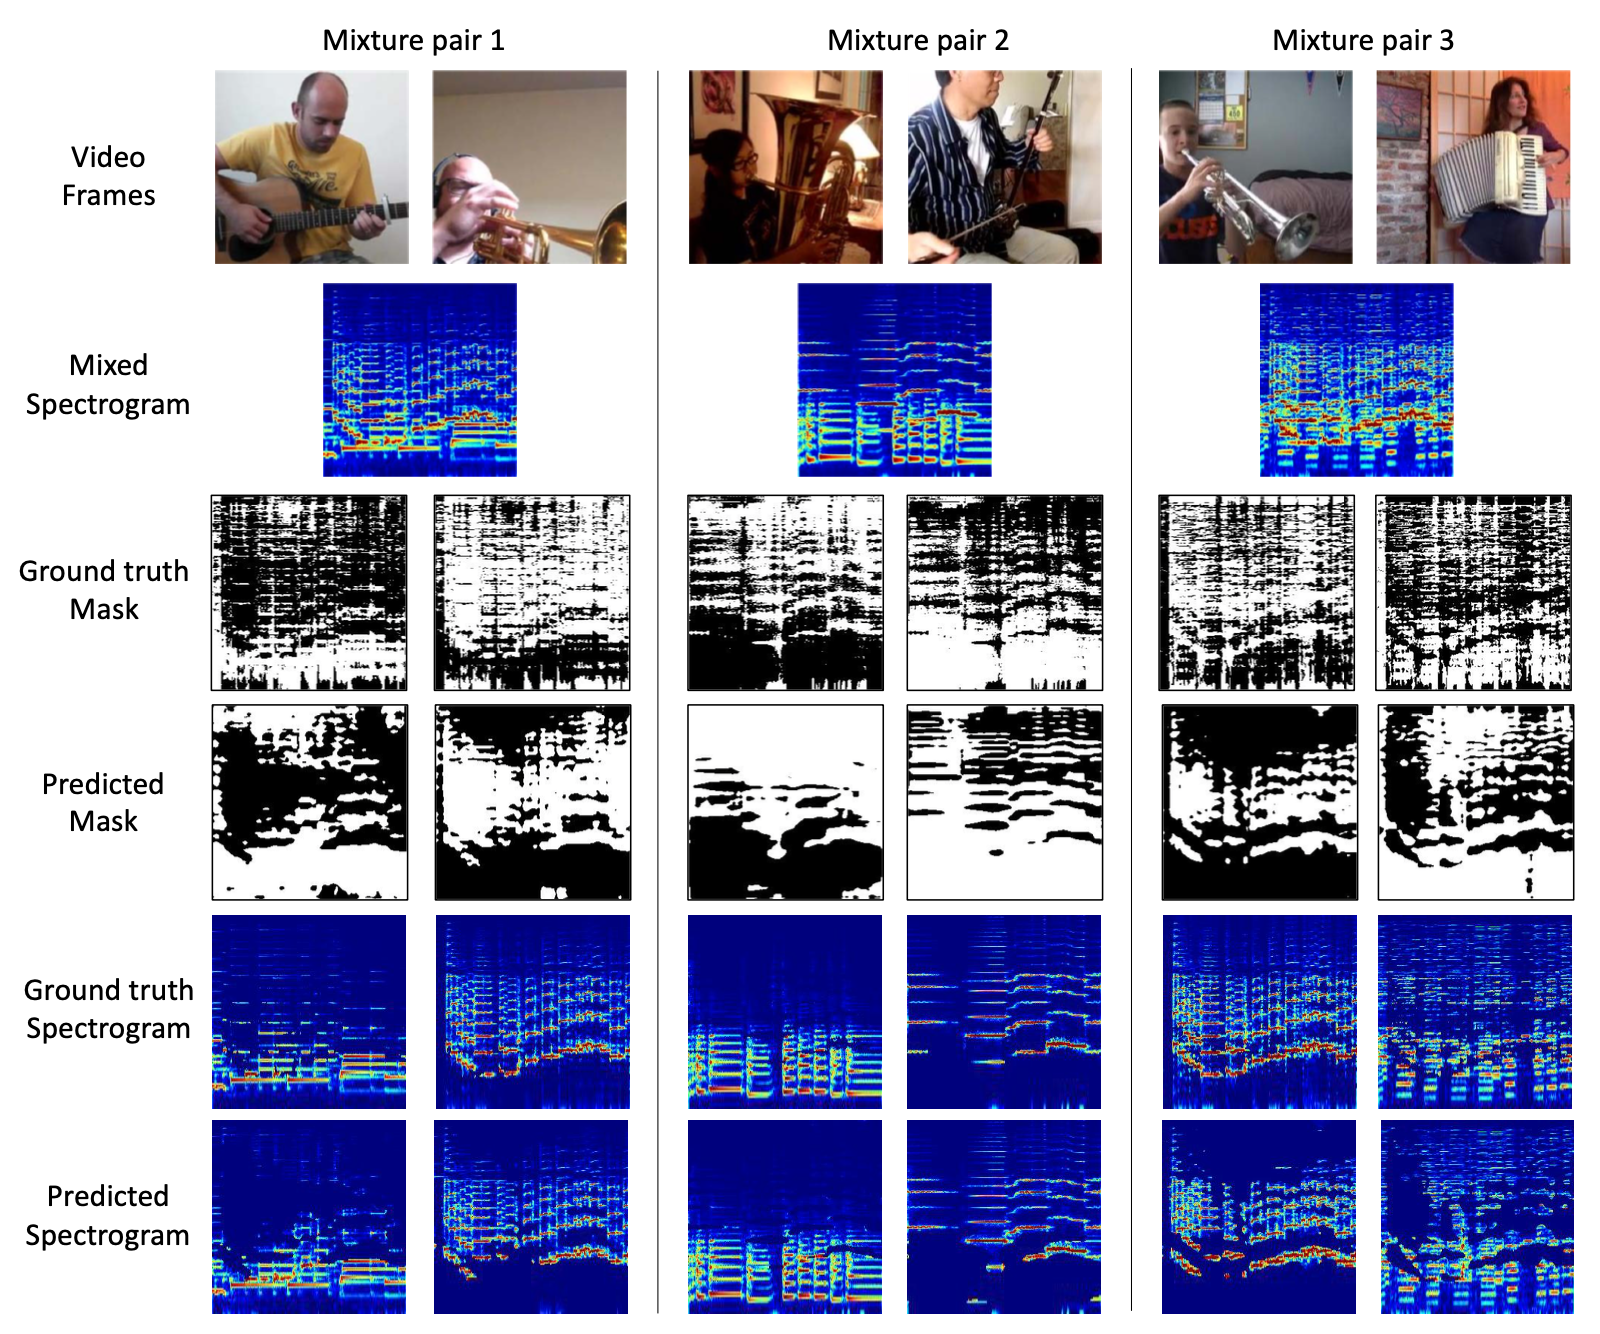 Mixture pair 1
Mixture pair 2
Mixture pair 3
Video
Frames
Mixed
Spectrogram
Ground truth
Mask
Predicted
Mask
Ground truth
Spectrogram
Predicted
Spectrogram